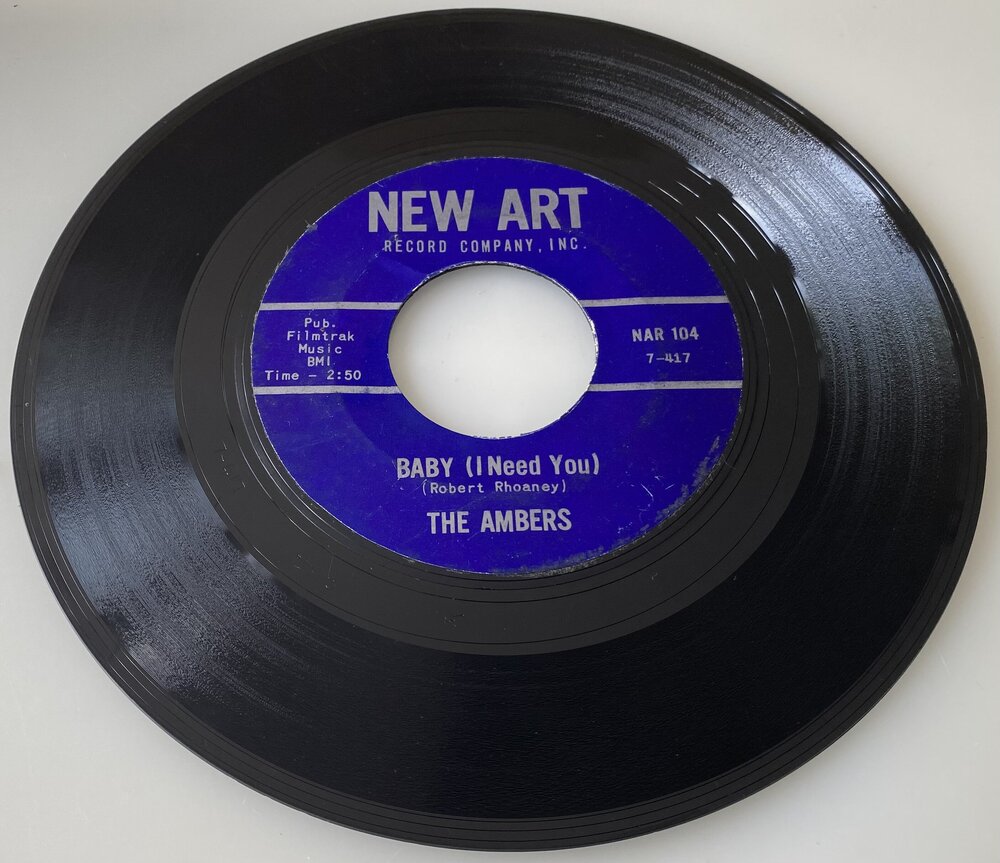 NEW ART
RECORD COMPANY, INC.
Pub.
Filmtrak
Music
BMI
Time - 2:50
NAR 104
7-417
BABY (I Need You)
(Robert Rhoaney)
THE AMBERS